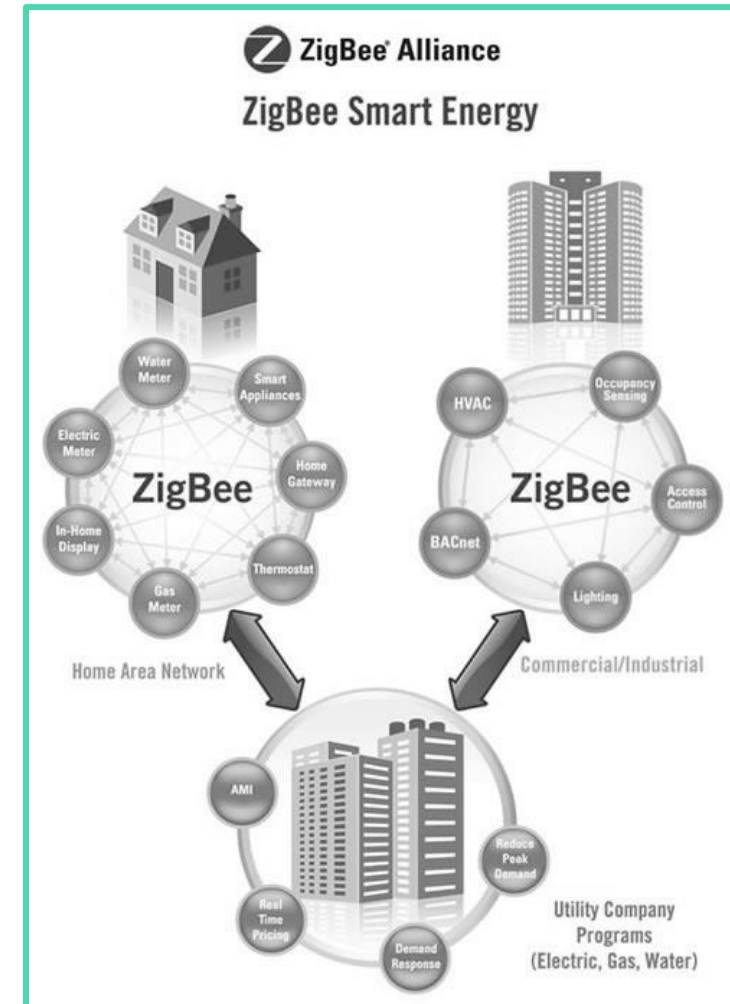 ZigBee® Alliance
ZigBee Smart Energy
Water
Meter
Smart
Appliances
Electric
Meter
Home
Gateway
ZigBee
In-Home
Display
Thermostat
Gas
Meter
Home Area Network
HVAC
Occupancy
Sensing
ZigBee
Access
Control
BACnet
Lighting
Commercial/Industrial
AMI
Reduce
Peak
Demand
Real
Time
Pricing
Demand
Response
Utility Company
Programs
(Electric, Gas, Water)